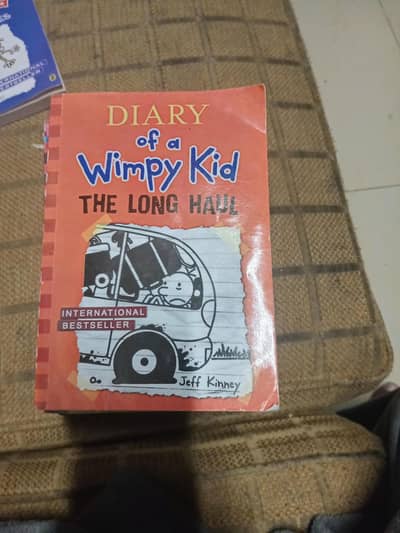 DIARY
of a
Wimpy Kid
THE LONG HAUL
INTERNATIONAL
BESTSELLER
Jeff Kinney